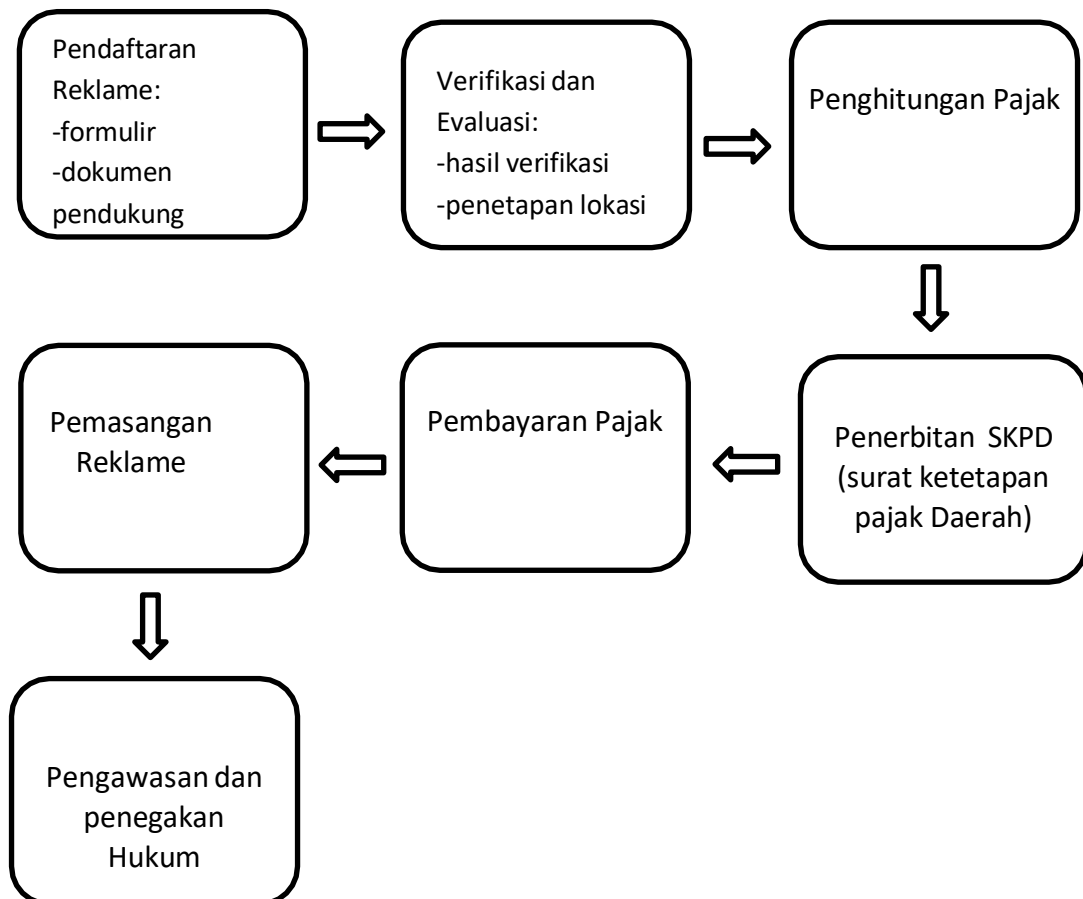 Pendaftaran
Reklame:
-formulir
-dokumen
pendukung
Verifikasi dan
Evaluasi:
-hasil verifikasi
-penetapan lokasi
Penghitungan Pajak
Penerbitan SKPD
(surat ketetapan
pajak Daerah)
Pembayaran Pajak
Pemasangan
Reklame
Pengawasan dan
penegakan
Hukum